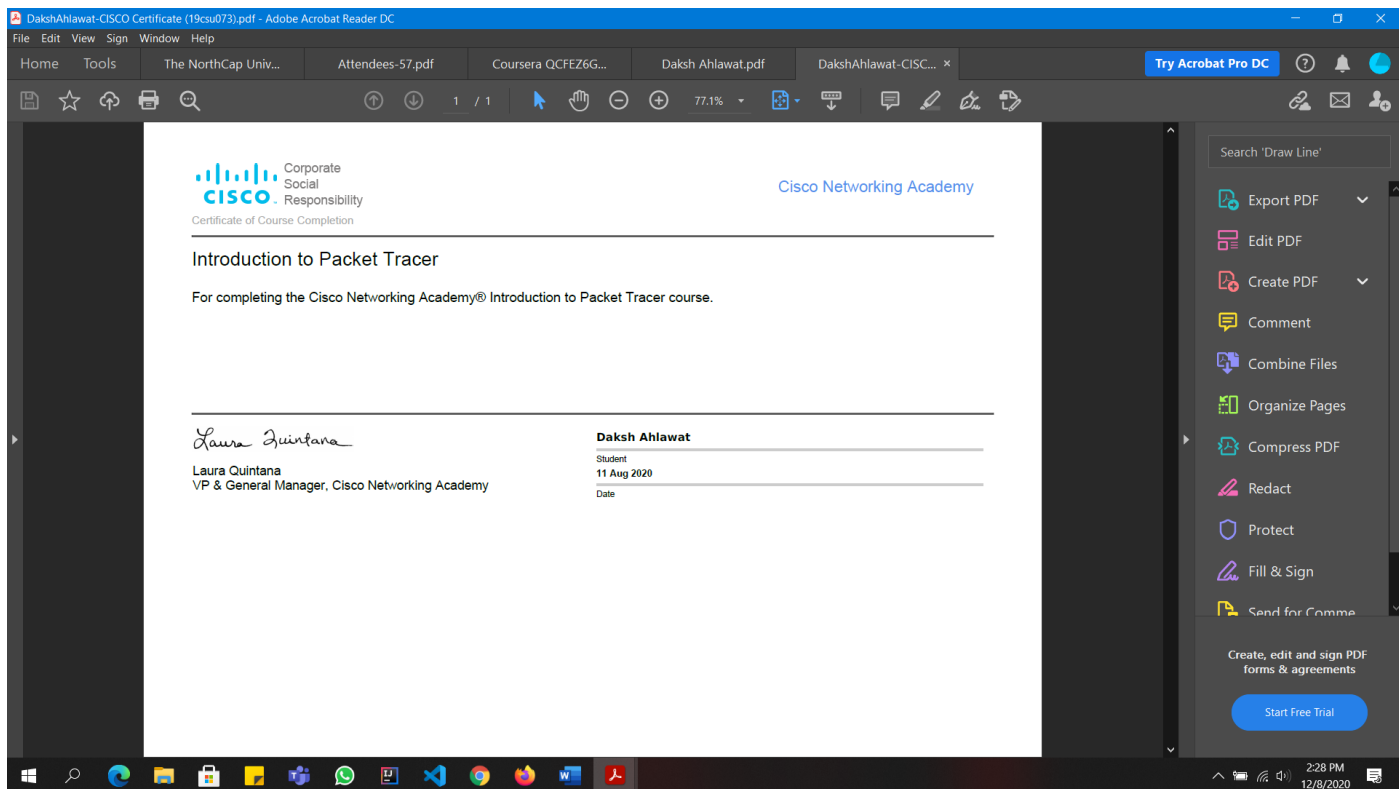 DakshAhlawat-CISCO Certificate (19csu073).pdf - Adobe Acrobat Reader DC
File Edit View Sign Window Help
Home Tools The NorthCap Univ... Attendees-57.pdf Coursera QCFEZ6G... Daksh Ahlawat.pdf DakshAhlawat-CISC... × Try Acrobat Pro DC
1 / 1 77.1%
Corporate
Social
Responsibility
CISCO
Certificate of Course Completion
Cisco Networking Academy
Introduction to Packet Tracer
For completing the Cisco Networking Academy® Introduction to Packet Tracer course.
Laura Quintana
Laura Quintana
VP & General Manager, Cisco Networking Academy
Daksh Ahlawat
Student
11 Aug 2020
Date
Search 'Draw Line'
Export PDF
Edit PDF
Create PDF
Comment
Combine Files
Organize Pages
Compress PDF
Redact
Protect
Fill & Sign
Send for Comme
Create, edit and sign PDF
forms & agreements
Start Free Trial
2:28 PM
12/8/2020